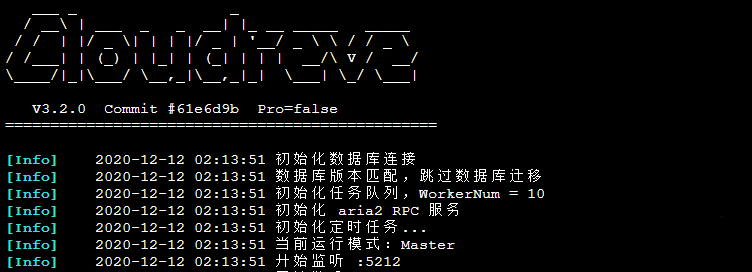 Cloudreve
V3.2.0 Commit #61e6d9b Pro=false
================================================
[Info] 2020-12-12 02:13:51 初始化数据库连接
[Info] 2020-12-12 02:13:51 数据库版本匹配，跳过数据库迁移
[Info] 2020-12-12 02:13:51 初始化任务队列，WorkerNum = 10
[Info] 2020-12-12 02:13:51 初始化 aria2 RPC 服务
[Info] 2020-12-12 02:13:51 初始化定时任务...
[Info] 2020-12-12 02:13:51 当前运行模式：Master
[Info] 2020-12-12 02:13:51 开始监听 :5212